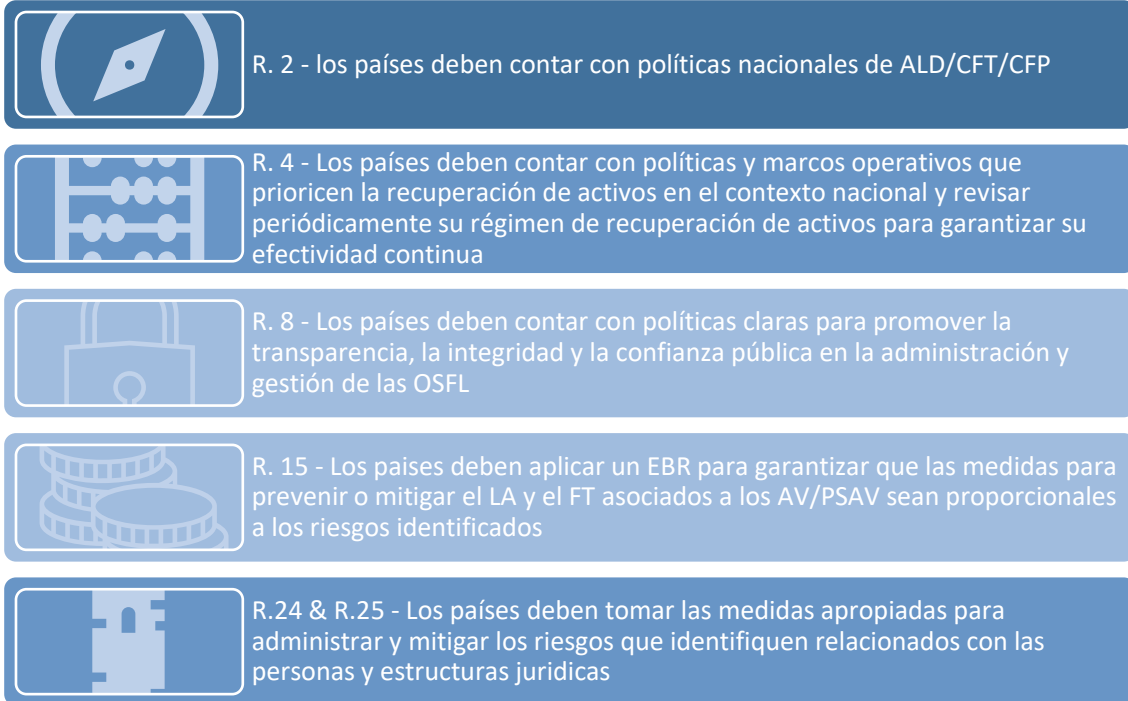 R. 2 - los países deben contar con políticas nacionales de ALD/CFT/CFP
R. 4 - Los países deben contar con políticas y marcos operativos que
prioricen la recuperación de activos en el contexto nacional y revisar
periódicamente su régimen de recuperación de activos para garantizar su
efectividad continua
R. 8 - Los países deben contar con políticas claras para promover la
transparencia, la integridad y la confianza pública en la administración y
gestión de las OSFL
R. 15 - Los paises deben aplicar un EBR para garantizar que las medidas para
prevenir o mitigar el LA y el FT asociados a los AV/PSAV sean proporcionales
a los riesgos identificados
R.24 & R.25 - Los países deben tomar las medidas apropiadas para
administrar y mitigar los riesgos que identifiquen relacionados con las
personas y estructuras juridicas